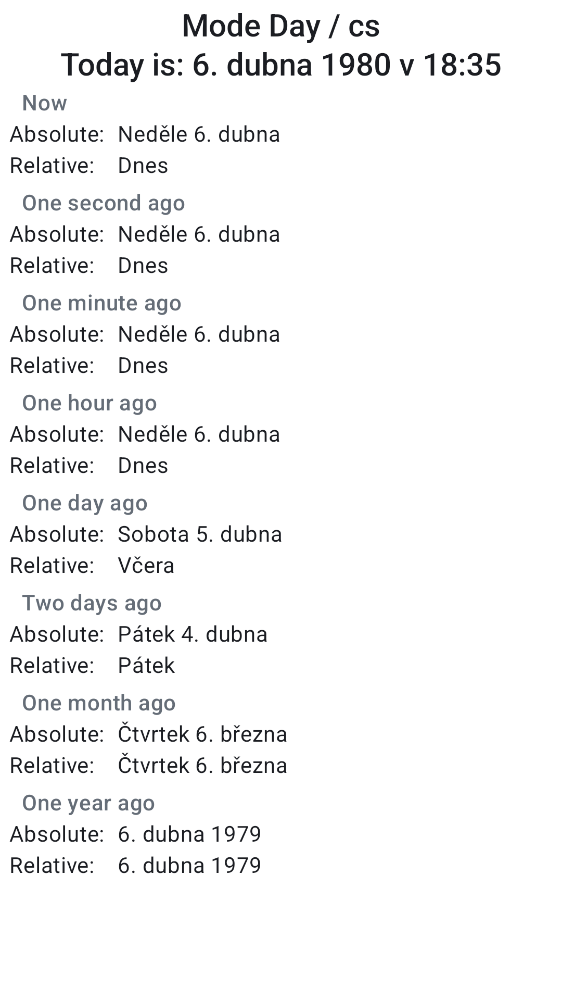 Mode Day / cs
Today is: 6. dubna 1980 v 18:35
Now
Absolute: Neděle 6. dubna
Relative: Dnes
One second ago
Absolute: Neděle 6. dubna
Relative: Dnes
One minute ago
Absolute: Neděle 6. dubna
Relative: Dnes
One hour ago
Absolute: Neděle 6. dubna
Relative: Dnes
One day ago
Absolute: Sobota 5. dubna
Relative: Včera
Two days ago
Absolute: Pátek 4. dubna
Relative: Pátek
One month ago
Absolute: Čtvrtek 6. března
Relative: Čtvrtek 6. března
One year ago
Absolute: 6. dubna 1979
Relative: 6. dubna 1979